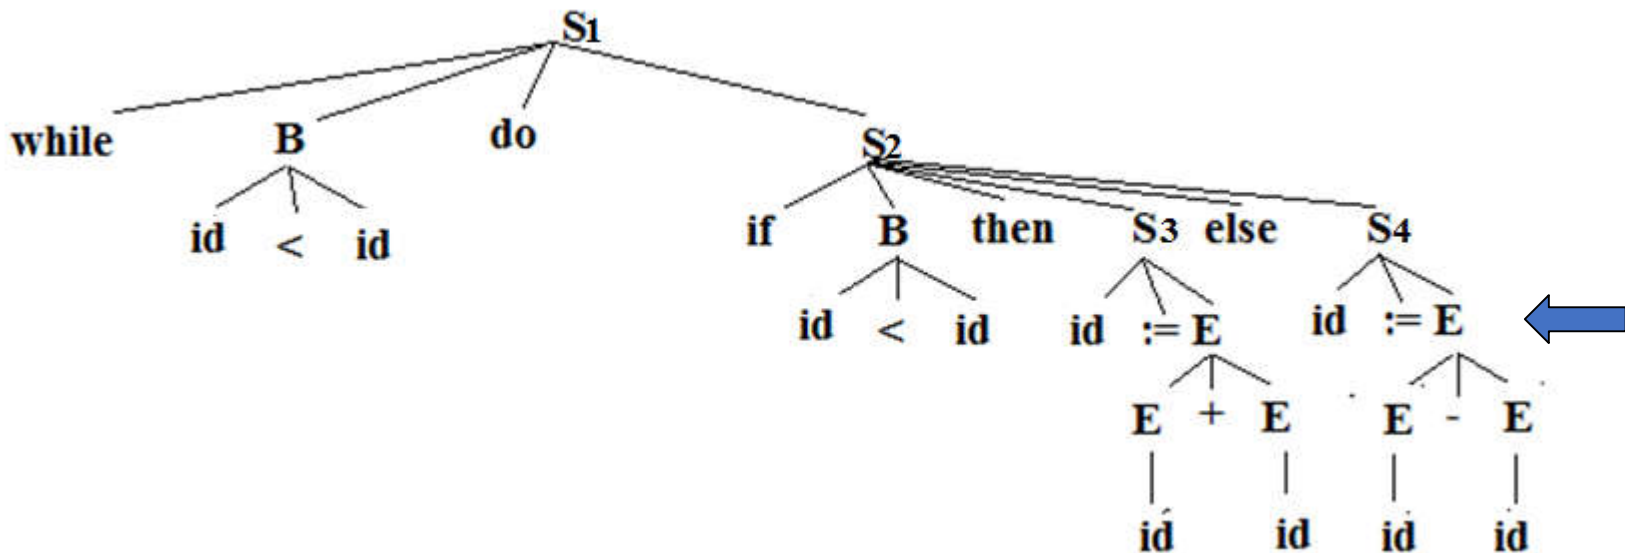 S1
while B do S2
id < id if B then S3 else S4
id < id id := E id := E
E + E E - E
id id id id